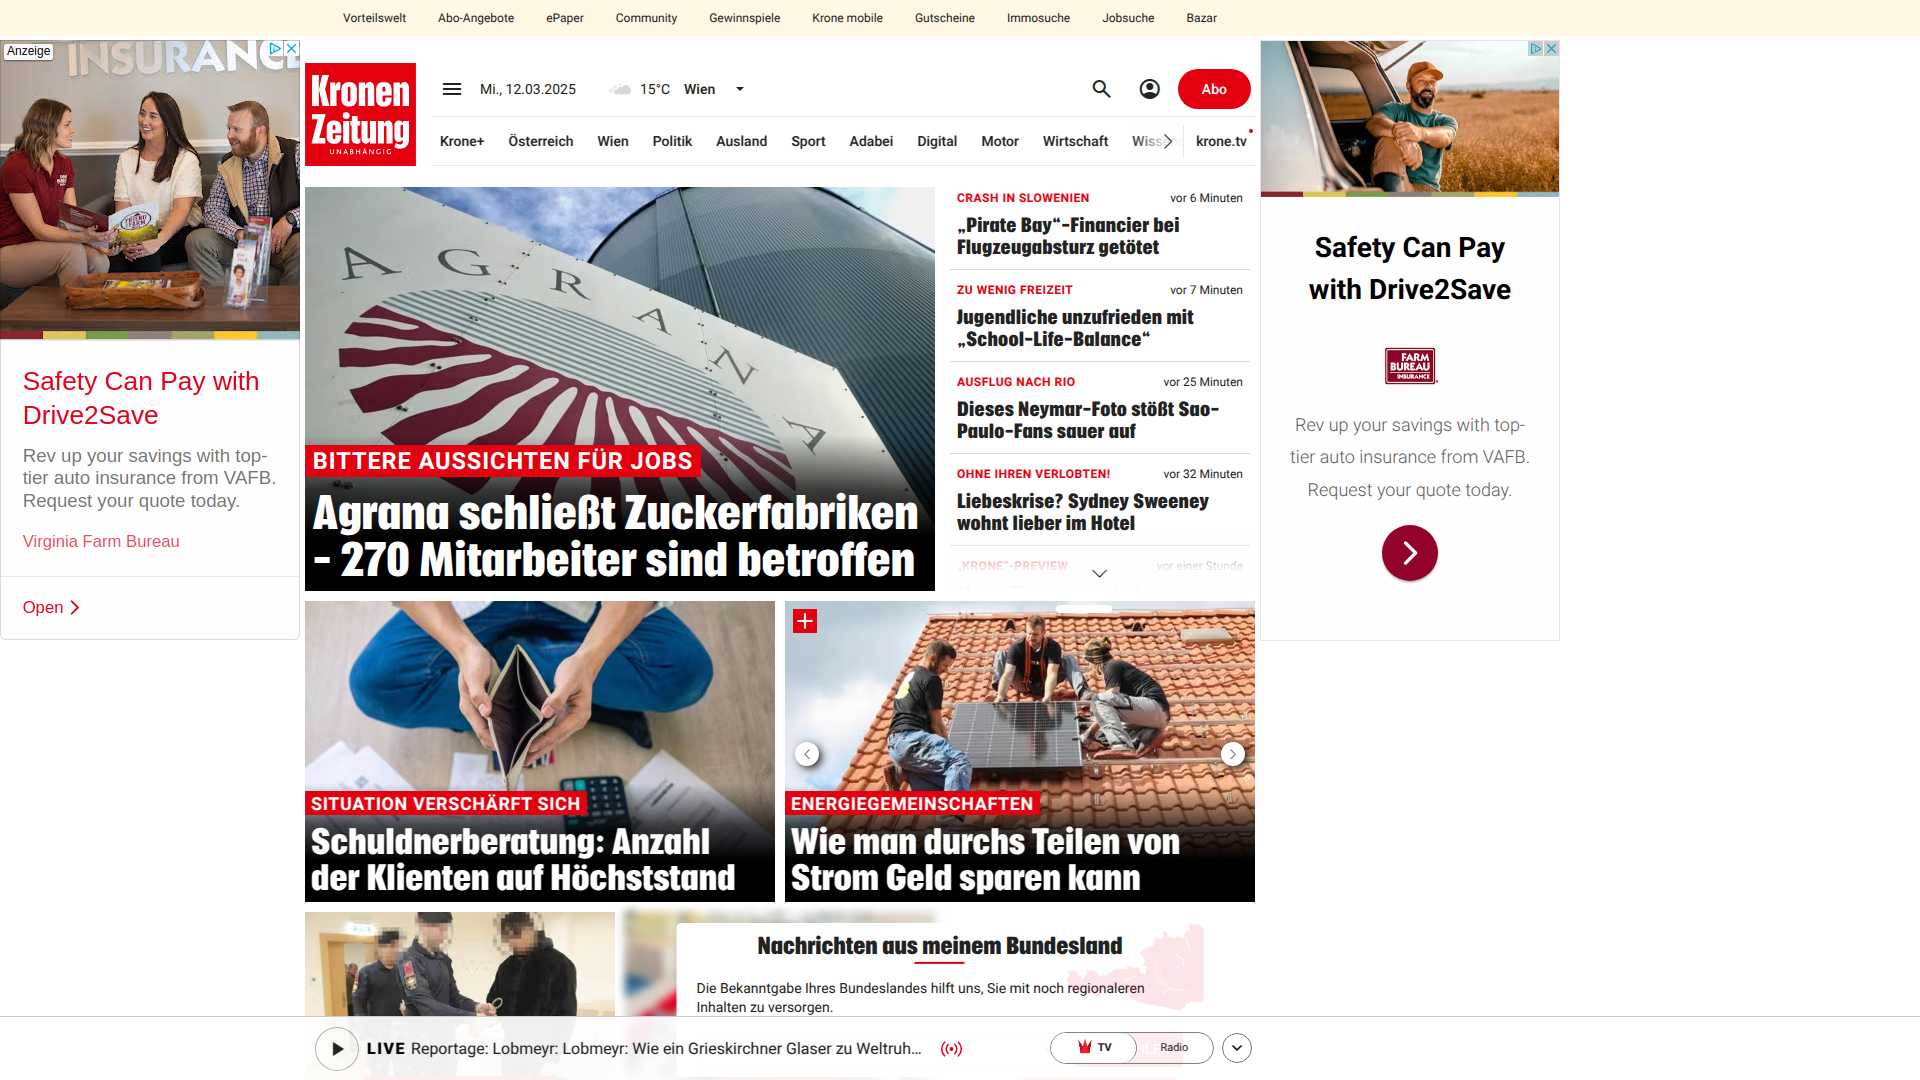 Vorteilswelt Abo-Angebote ePaper Community Gewinnspiele Krone mobile Gutscheine Immosuche Jobsuche Bazar
Anzeige
INSURANCE
Kronen
Zeitung
UNABHÄNGIG
Mi., 12.03.2025 15°C Wien
Abo
Krone+ Österreich Wien Politik Ausland Sport Adabei Digital Motor Wirtschaft krone.tv
AGRANA
BITTERE AUSSICHTEN FÜR JOBS
Agrana schließt Zuckerfabriken
– 270 Mitarbeiter sind betroffen
CRASH IN SLOWENIEN vor 6 Minuten
„Pirate Bay“-Financier bei
Flugzeugabsturz getötet
ZU WENIG FREIZEIT vor 7 Minuten
Jugendliche unzufrieden mit
„School-Life-Balance“
AUSFLUG NACH RIO vor 25 Minuten
Dieses Neymar-Foto stößt Sao-
Paulo-Fans sauer auf
OHNE IHREN VERLOBTEN! vor 32 Minuten
Liebeskrise? Sydney Sweeney
wohnt lieber im Hotel
„KRONE“-PREVIEW vor einer Stunde
Safety Can Pay with
Drive2Save
Rev up your savings with top-
tier auto insurance from VAFB.
Request your quote today.
Virginia Farm Bureau
Open
Safety Can Pay
with Drive2Save
FARM
BUREAU
INSURANCE
Rev up your savings with top-
tier auto insurance from VAFB.
Request your quote today.
SITUATION VERSCHÄRFT SICH
Schuldnerberatung: Anzahl
der Klienten auf Höchststand
ENERGIEGEMEINSCHAFTEN
Wie man durchs Teilen von
Strom Geld sparen kann
Nachrichten aus meinem Bundesland
Die Bekanntgabe Ihres Bundeslandes hilft uns, Sie mit noch regionaleren
Inhalten zu versorgen.
LIVE Reportage: Lobmeyr: Lobmeyr: Wie ein Grieskirchner Glaser zu Weltruh...
TV Radio